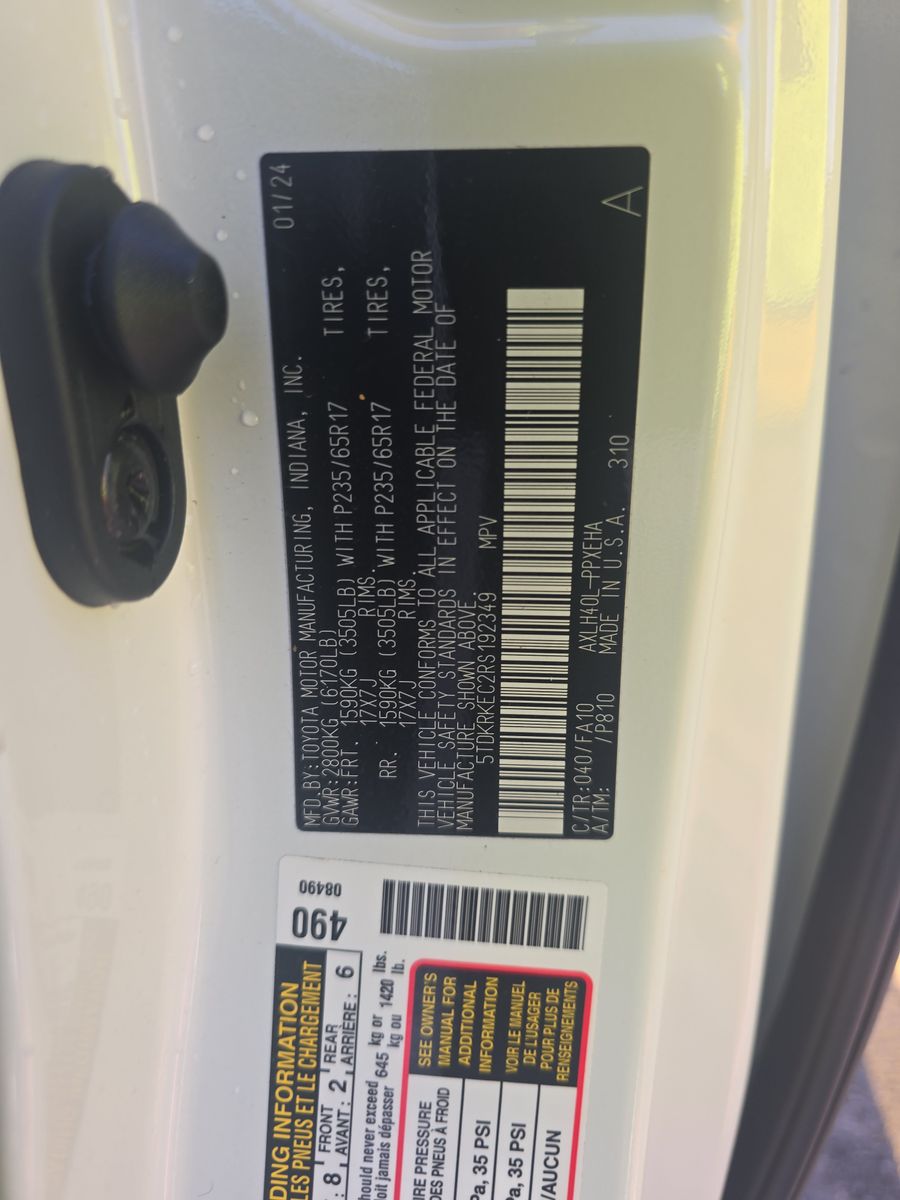 01/24
MFD.BY:TOYOTA MOTOR MANUFACTURING, INDIANA, INC.
GVWR:2800KG (6170LB)
GAWR:FRT. 1590KG (3505LB) WITH P235/65R17 TIRES,
17X7J RIMS.
RR. 1590KG (3505LB) WITH P235/65R17 TIRES,
17X7J RIMS.
THIS VEHICLE CONFORMS TO ALL APPLICABLE FEDERAL MOTOR
VEHICLE SAFETY STANDARDS IN EFFECT ON THE DATE OF
MANUFACTURE SHOWN ABOVE.
5TDKRKEC2RS192349 MPV
C/TR:040/FA10 AXLH40L-PPXEHA
A/TM: /P810 MADE IN U.S.A. 310
A
08490
490
DING INFORMATION
LES PNEUS ET LE CHARGEMENT
: 8 FRONT 2 REAR 6
AVANT: ARRIÈRE:
hould never exceed 645 kg or 1420 lbs.
oit jamais dépasser kg ou lb.
IRE PRESSURE
DES PNEUS À FROID
Pa, 35 PSI
Pa, 35 PSI
/AUCUN
SEE OWNER'S
MANUAL FOR
ADDITIONAL
INFORMATION
VOIR LE MANUEL
DE L'USAGER
POUR PLUS DE
RENSEIGNEMENTS